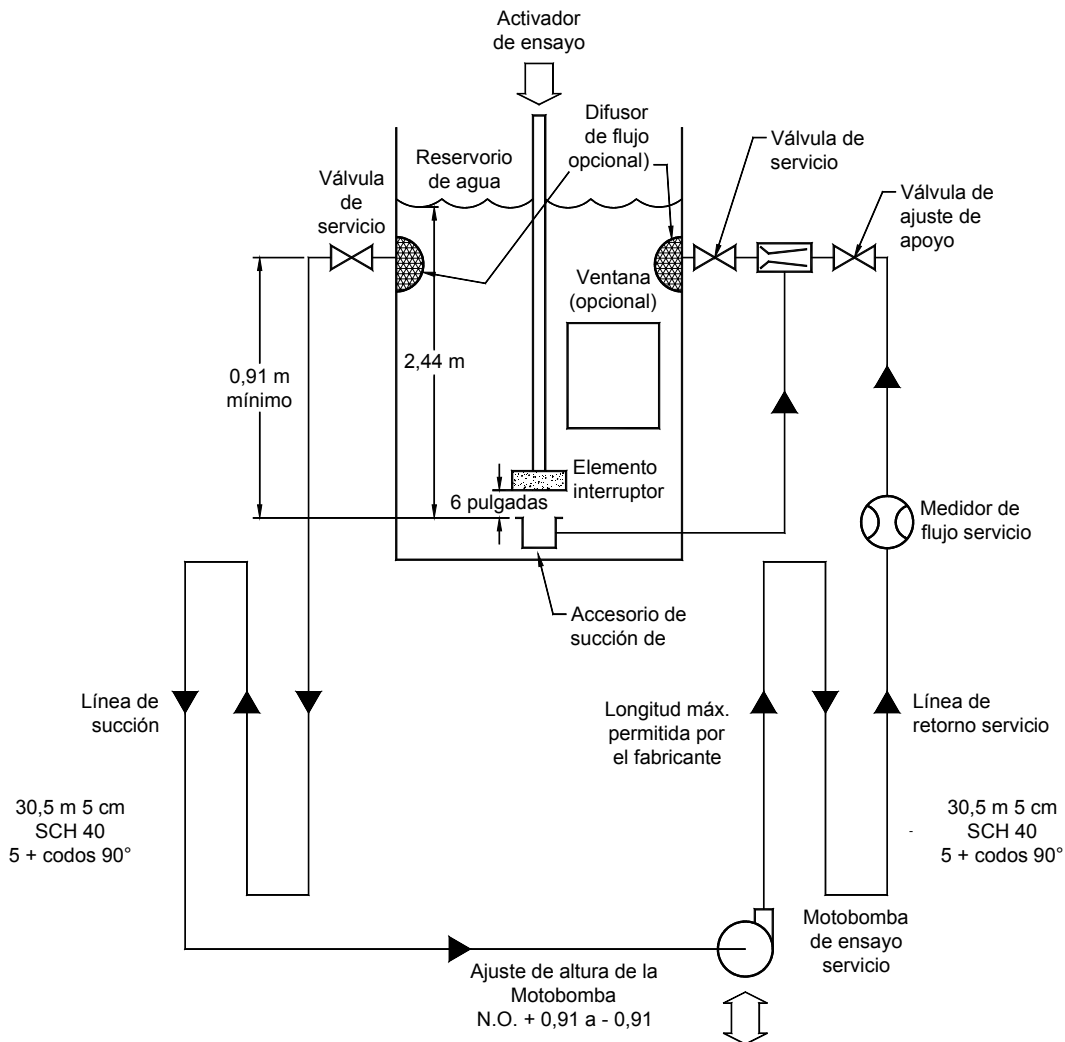 Activador
de ensayo
Difusor
de flujo
opcional)
Reservorio
de agua
Válvula
de
servicio
Válvula de
servicio
Válvula de
ajuste de
apoyo
Ventana
(opcional)
2,44 m
0,91 m
mínimo
Elemento
interruptor
6 pulgadas
Medidor de
flujo servicio
Accesorio de
succión de
Línea de
succión
Longitud máx.
permitida por
el fabricante
Línea de
retorno servicio
30,5 m 5 cm
SCH 40
5 + codos 90°
30,5 m 5 cm
SCH 40
5 + codos 90°
Motobomba
de ensayo
servicio
Ajuste de altura de la
Motobomba
N.O. + 0,91 a - 0,91